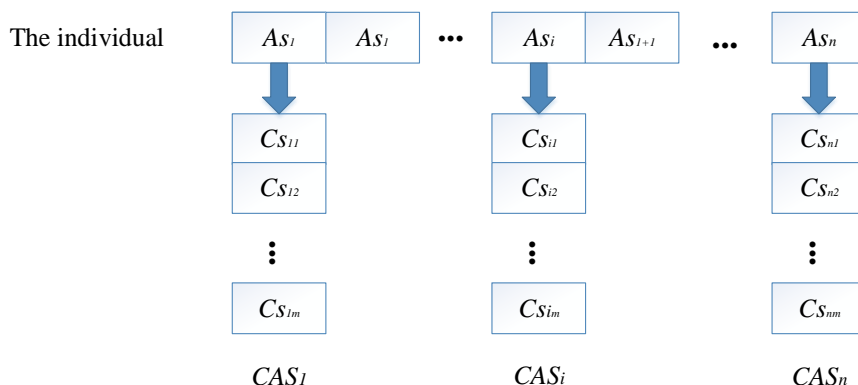 The individual As₁ As₁ ••• Asᵢ As₁₊₁ ••• Asₙ
Cs₁₁ Csᵢ₁ Csₙ₁
Cs₁₂ Csᵢ₂ Csₙ₂
Cs₁ₘ Csiₘ Csₙₘ
CAS₁ CASᵢ CASₙ